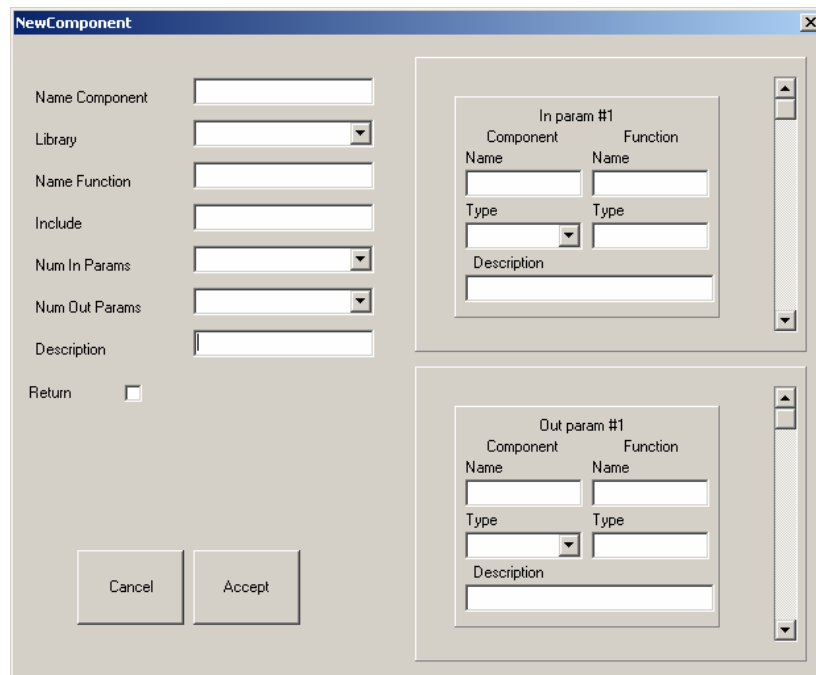 NewComponent
Name Component
Library
Name Function
Include
Num In Params
Num Out Params
Description
Return
Cancel Accept
In param #1
Component Function
Name Name
Type Type
Description
Out param #1
Component Function
Name Name
Type Type
Description